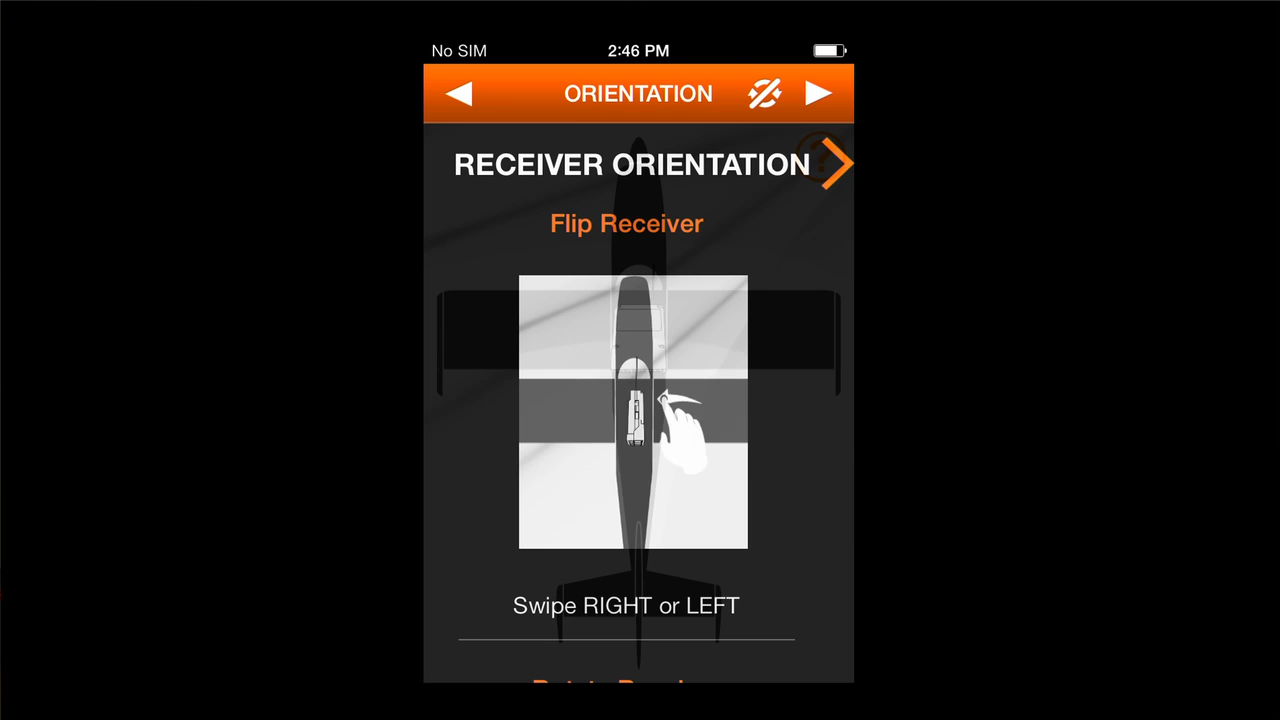 No SIM 2:46 PM
ORIENTATION
RECEIVER ORIENTATION
Flip Receiver
Swipe RIGHT or LEFT